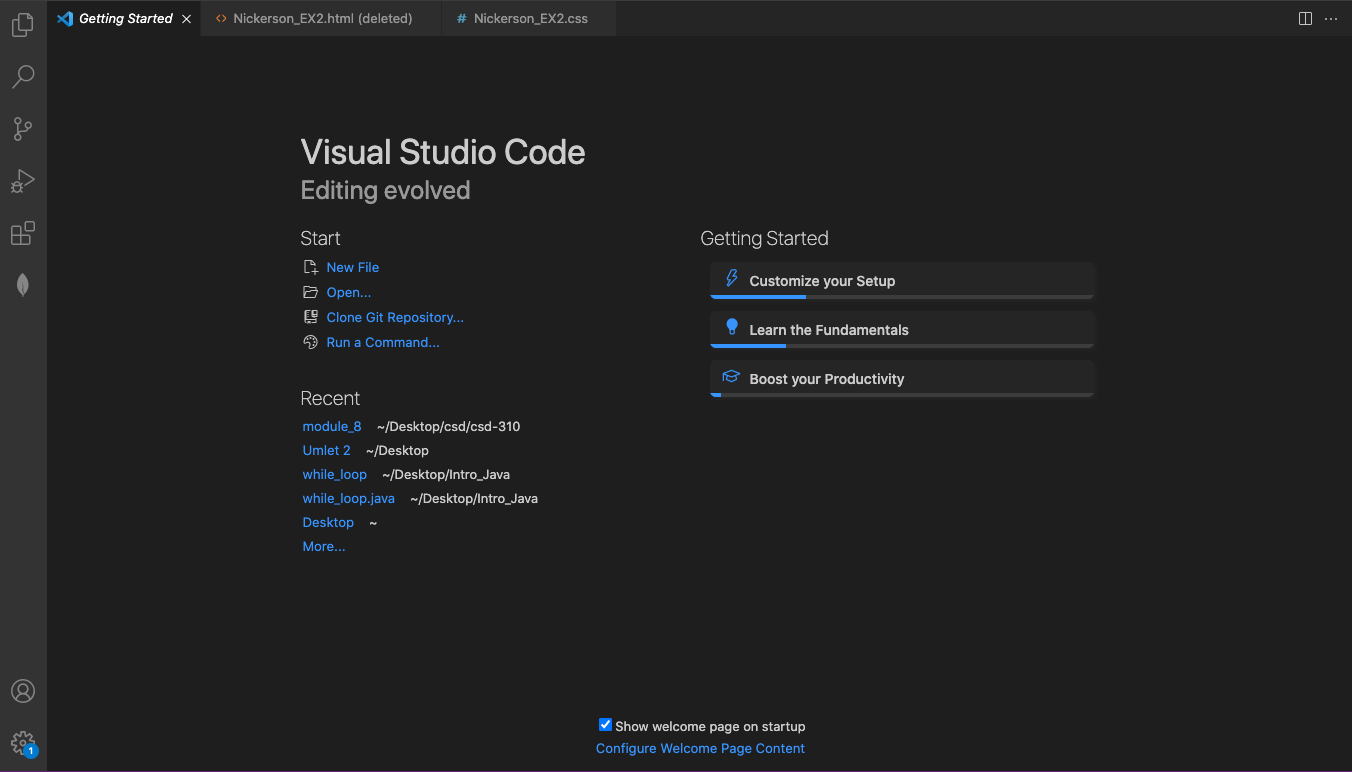 Getting Started
Nickerson_EX2.html (deleted)
# Nickerson_EX2.css
Visual Studio Code
Editing evolved
Start
New File
Open...
Clone Git Repository...
Run a Command...
Recent
module_8 ~/Desktop/csd/csd-310
Umlet 2 ~/Desktop
while_loop ~/Desktop/Intro_Java
while_loop.java ~/Desktop/Intro_Java
Desktop ~
More...
Getting Started
Customize your Setup
Learn the Fundamentals
Boost your Productivity
Show welcome page on startup
Configure Welcome Page Content
1